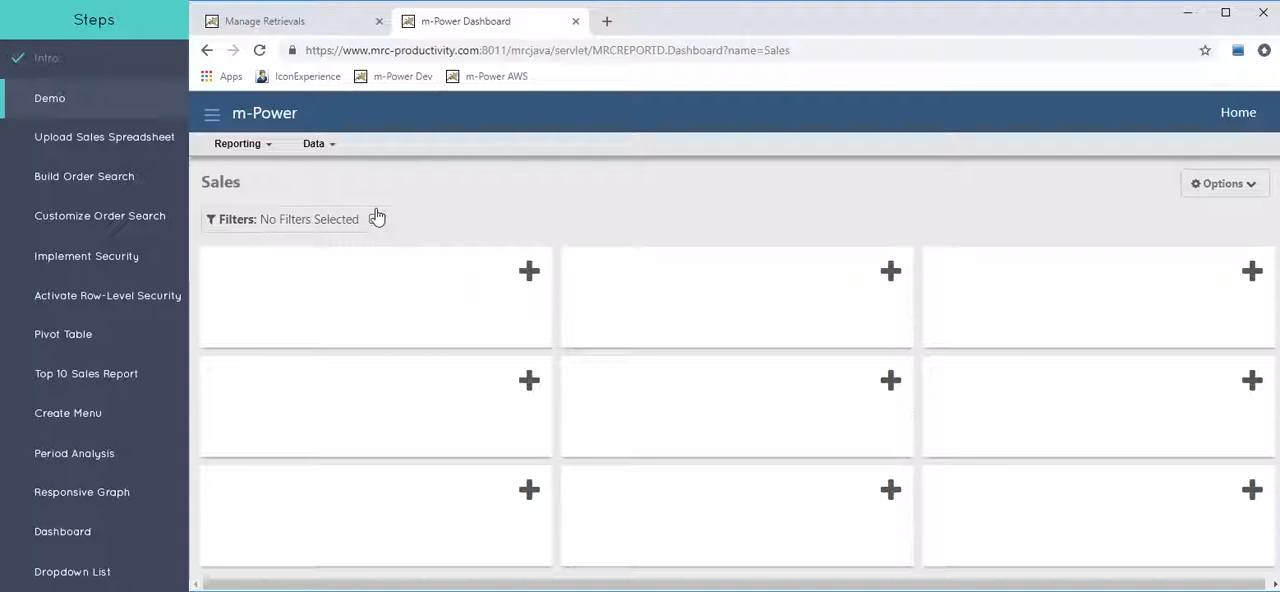 Steps
Intro
Demo
Upload Sales Spreadsheet
Build Order Search
Customize Order Search
Implement Security
Activate Row-Level Security
Pivot Table
Top 10 Sales Report
Create Menu
Period Analysis
Responsive Graph
Dashboard
Dropdown List
Manage Retrievals
m-Power Dashboard
https://www.mrc-productivity.com:8011/mrcjava/servlet/MRCREPORTD.Dashboard?name=Sales
Apps IconExperience m-Power Dev m-Power AWS
m-Power Home
Reporting Data
Sales Options
Filters: No Filters Selected